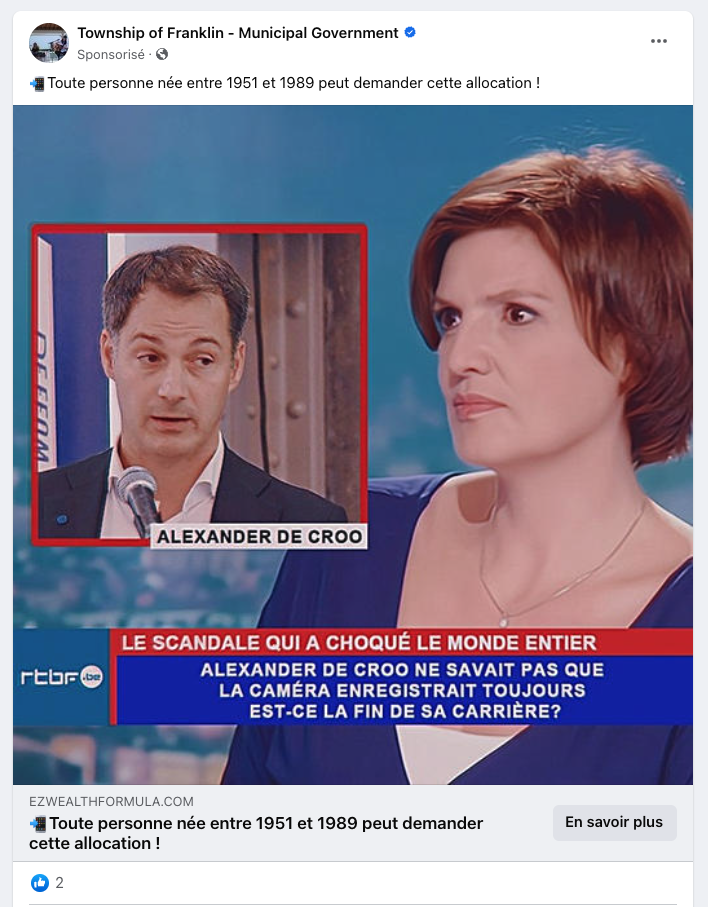 Township of Franklin - Municipal Government
Sponsorisé ·
Toute personne née entre 1951 et 1989 peut demander cette allocation !
ALEXANDER DE CROO
LE SCANDALE QUI A CHOQUÉ LE MONDE ENTIER
rtbf.be
ALEXANDER DE CROO NE SAVAIT PAS QUE
LA CAMÉRA ENREGISTRAIT TOUJOURS
EST-CE LA FIN DE SA CARRIÈRE?
EZWEALTHFORMULA.COM
Toute personne née entre 1951 et 1989 peut demander
cette allocation !
En savoir plus
2